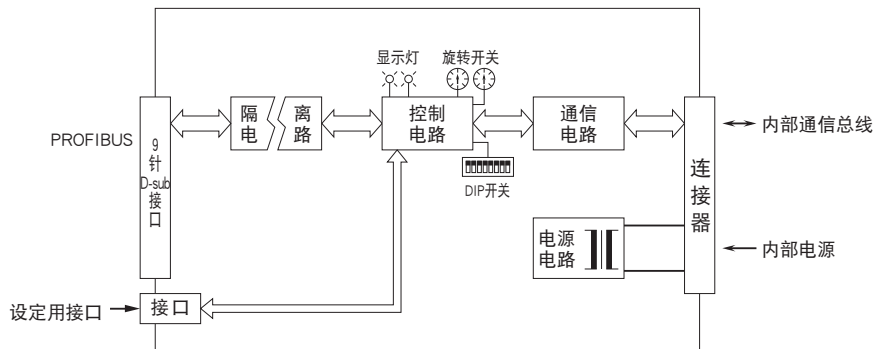 显示灯
旋转开关
隔 离
电 路
控制
电路
通信
电路
PROFIBUS
9
针
D-sub
接
口
内部通信总线
DIP开关
连
接
器
电源
电路
内部电源
设定用接口
接口